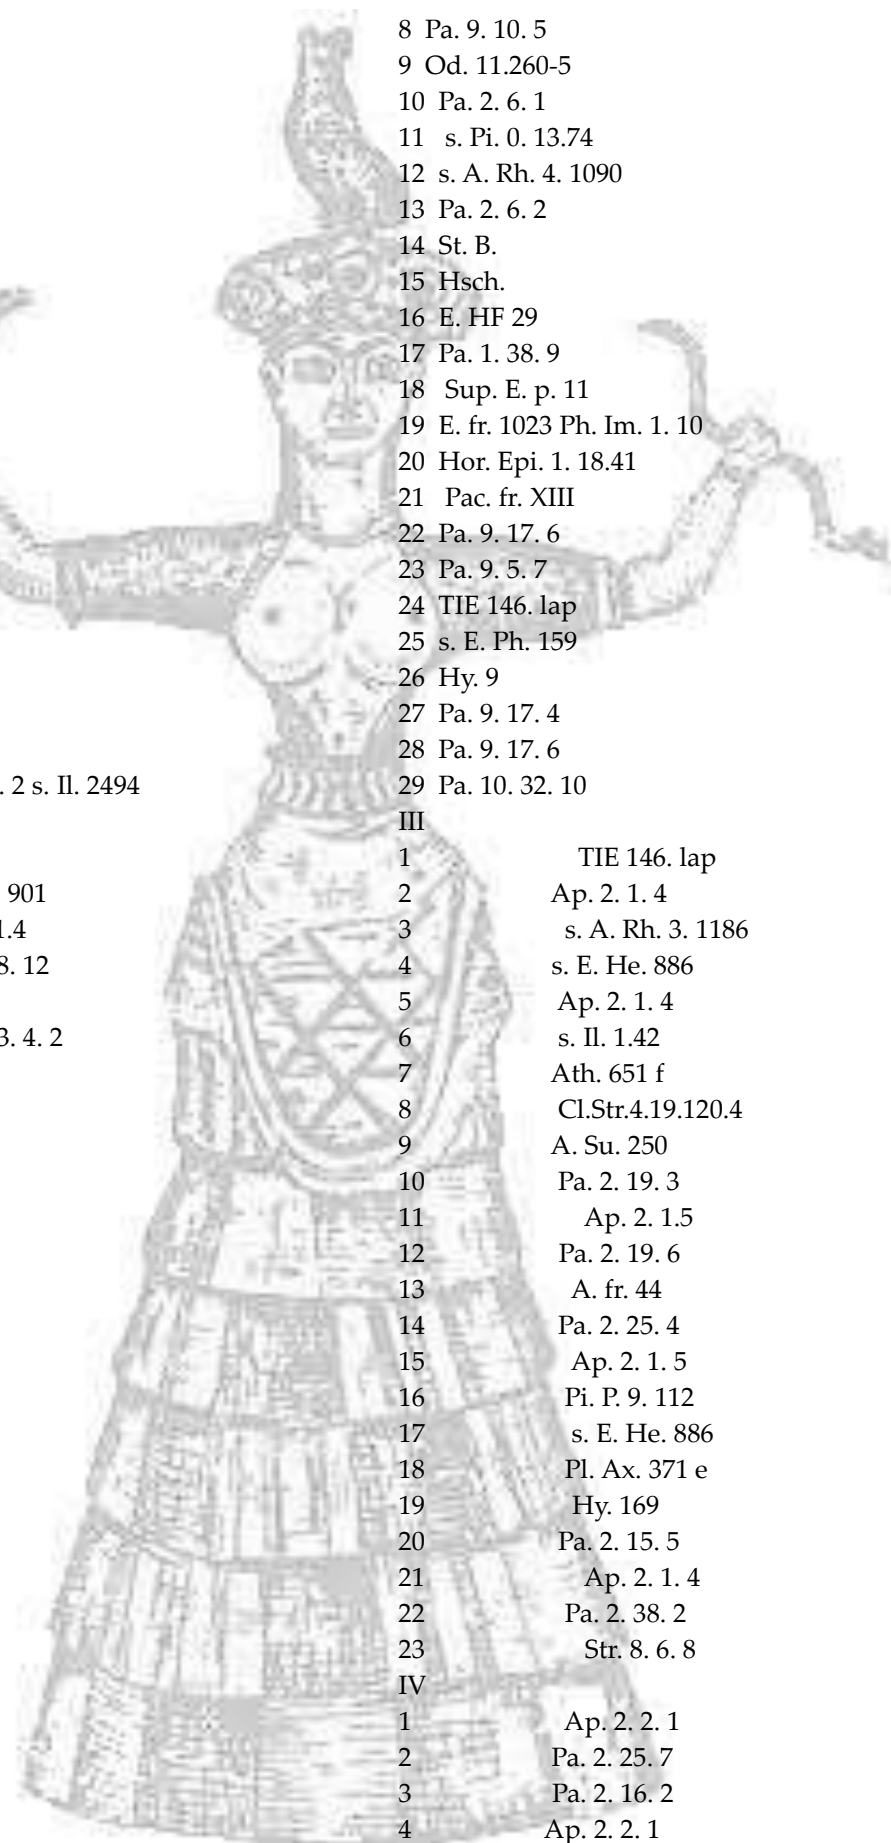 8 Pa. 9. 10. 5
9 Od. 11.260-5
10 Pa. 2. 6. 1
11 s. Pi. 0. 13.74
12 s. A. Rh. 4. 1090
13 Pa. 2. 6. 2
14 St. B.
15 Hsch.
16 E. HF 29
17 Pa. 1. 38. 9
18 Sup. E. p. 11
19 E. fr. 1023 Ph. Im. 1. 10
20 Hor. Epi. 1. 18.41
21 Pac. fr. XIII
22 Pa. 9. 17. 6
23 Pa. 9. 5. 7
24 TIE 146. lap
25 s. E. Ph. 159
26 Hy. 9
27 Pa. 9. 17. 4
28 Pa. 9. 17. 6
. 2 s. Il. 2494
29 Pa. 10. 32. 10
III
1 TIE 146. lap
901
2 Ap. 2. 1. 4
1.4
3 s. A. Rh. 3. 1186
8. 12
4 s. E. He. 886
5 Ap. 2. 1. 4
3. 4. 2
6 s. Il. 1.42
7 Ath. 651 f
8 Cl.Str.4.19.120.4
9 A. Su. 250
10 Pa. 2. 19. 3
11 Ap. 2. 1.5
12 Pa. 2. 19. 6
13 A. fr. 44
14 Pa. 2. 25. 4
15 Ap. 2. 1. 5
16 Pi. P. 9. 112
17 s. E. He. 886
18 Pl. Ax. 371 e
19 Hy. 169
20 Pa. 2. 15. 5
21 Ap. 2. 1. 4
22 Pa. 2. 38. 2
23 Str. 8. 6. 8
IV
1 Ap. 2. 2. 1
2 Pa. 2. 25. 7
3 Pa. 2. 16. 2
4 Ap. 2. 2. 1